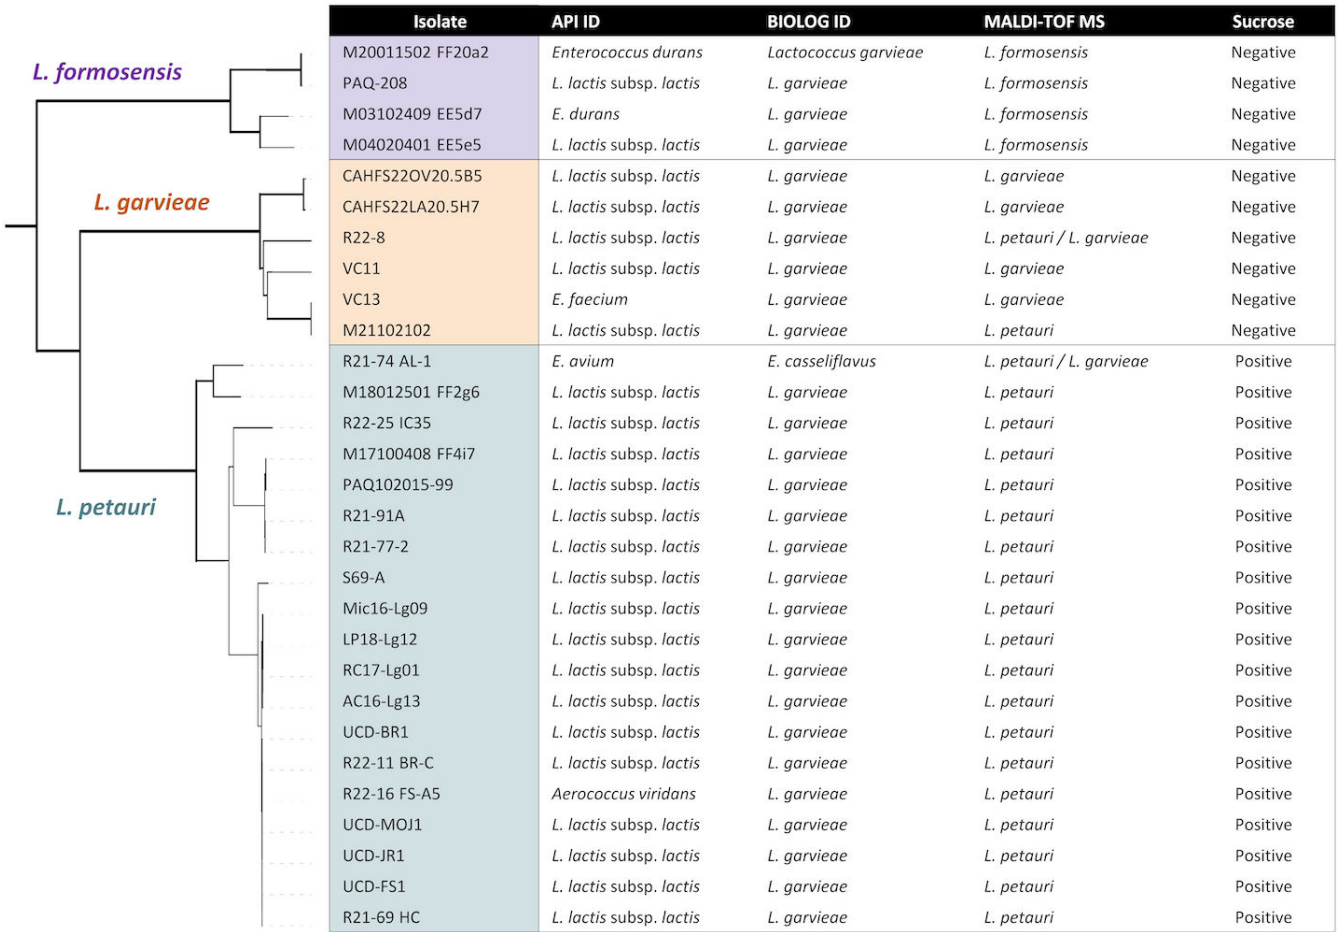 Isolate API ID BIOLOG ID MALDI-TOF MS Sucrose
L. formosensis
M20011502 FF20a2 Enterococcus durans Lactococcus garvieae L. formosensis Negative
PAQ-208 L. lactis subsp. lactis L. garvieae L. formosensis Negative
M03102409 EE5d7 E. durans L. garvieae L. formosensis Negative
M04020401 EE5e5 L. lactis subsp. lactis L. garvieae L. formosensis Negative
L. garvieae
CAHFS22OV20.5B5 L. lactis subsp. lactis L. garvieae L. garvieae Negative
CAHFS22LA20.5H7 L. lactis subsp. lactis L. garvieae L. garvieae Negative
R22-8 L. lactis subsp. lactis L. garvieae L. petauri / L. garvieae Negative
VC11 L. lactis subsp. lactis L. garvieae L. garvieae Negative
VC13 E. faecium L. garvieae L. garvieae Negative
M21102102 L. lactis subsp. lactis L. garvieae L. petauri Negative
L. petauri
R21-74 AL-1 E. avium E. casseliflavus L. petauri / L. garvieae Positive
M18012501 FF2g6 L. lactis subsp. lactis L. garvieae L. petauri Positive
R22-25 IC35 L. lactis subsp. lactis L. garvieae L. petauri Positive
M17100408 FF4i7 L. lactis subsp. lactis L. garvieae L. petauri Positive
PAQ102015-99 L. lactis subsp. lactis L. garvieae L. petauri Positive
R21-91A L. lactis subsp. lactis L. garvieae L. petauri Positive
R21-77-2 L. lactis subsp. lactis L. garvieae L. petauri Positive
S69-A L. lactis subsp. lactis L. garvieae L. petauri Positive
Mic16-Lg09 L. lactis subsp. lactis L. garvieae L. petauri Positive
LP18-Lg12 L. lactis subsp. lactis L. garvieae L. petauri Positive
RC17-Lg01 L. lactis subsp. lactis L. garvieae L. petauri Positive
AC16-Lg13 L. lactis subsp. lactis L. garvieae L. petauri Positive
UCD-BR1 L. lactis subsp. lactis L. garvieae L. petauri Positive
R22-11 BR-C L. lactis subsp. lactis L. garvieae L. petauri Positive
R22-16 FS-A5 Aerococcus viridans L. garvieae L. petauri Positive
UCD-MOJ1 L. lactis subsp. lactis L. garvieae L. petauri Positive
UCD-JR1 L. lactis subsp. lactis L. garvieae L. petauri Positive
UCD-FS1 L. lactis subsp. lactis L. garvieae L. petauri Positive
R21-69 HC L. lactis subsp. lactis L. garvieae L. petauri Positive